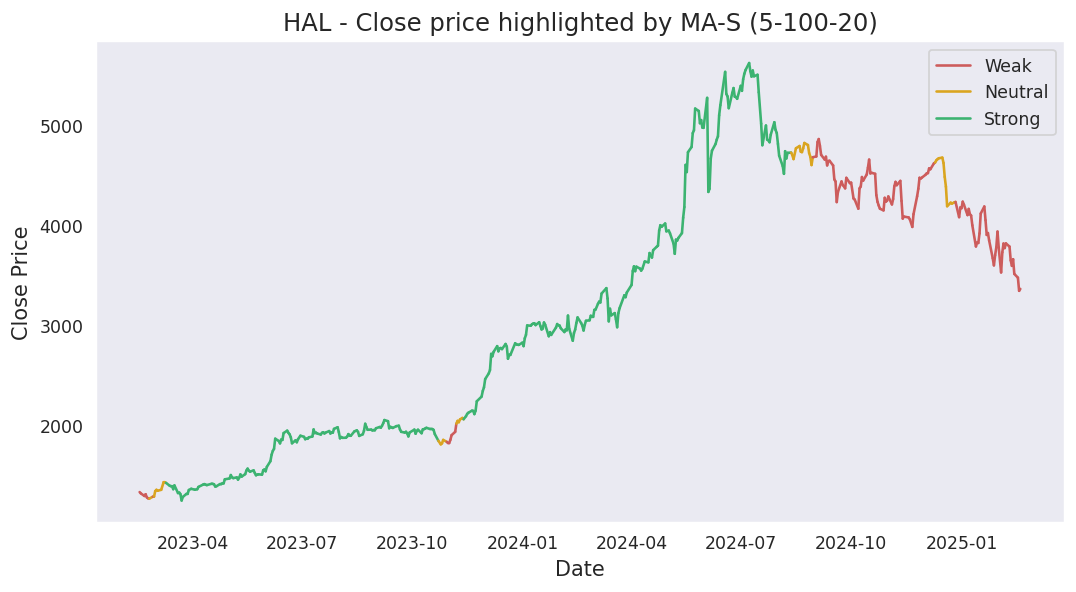 HAL - Close price highlighted by MA-S (5-100-20)
Weak
Neutral
Strong
Close Price
5000
4000
3000
2000
2023-04 2023-07 2023-10 2024-01 2024-04 2024-07 2024-10 2025-01
Date